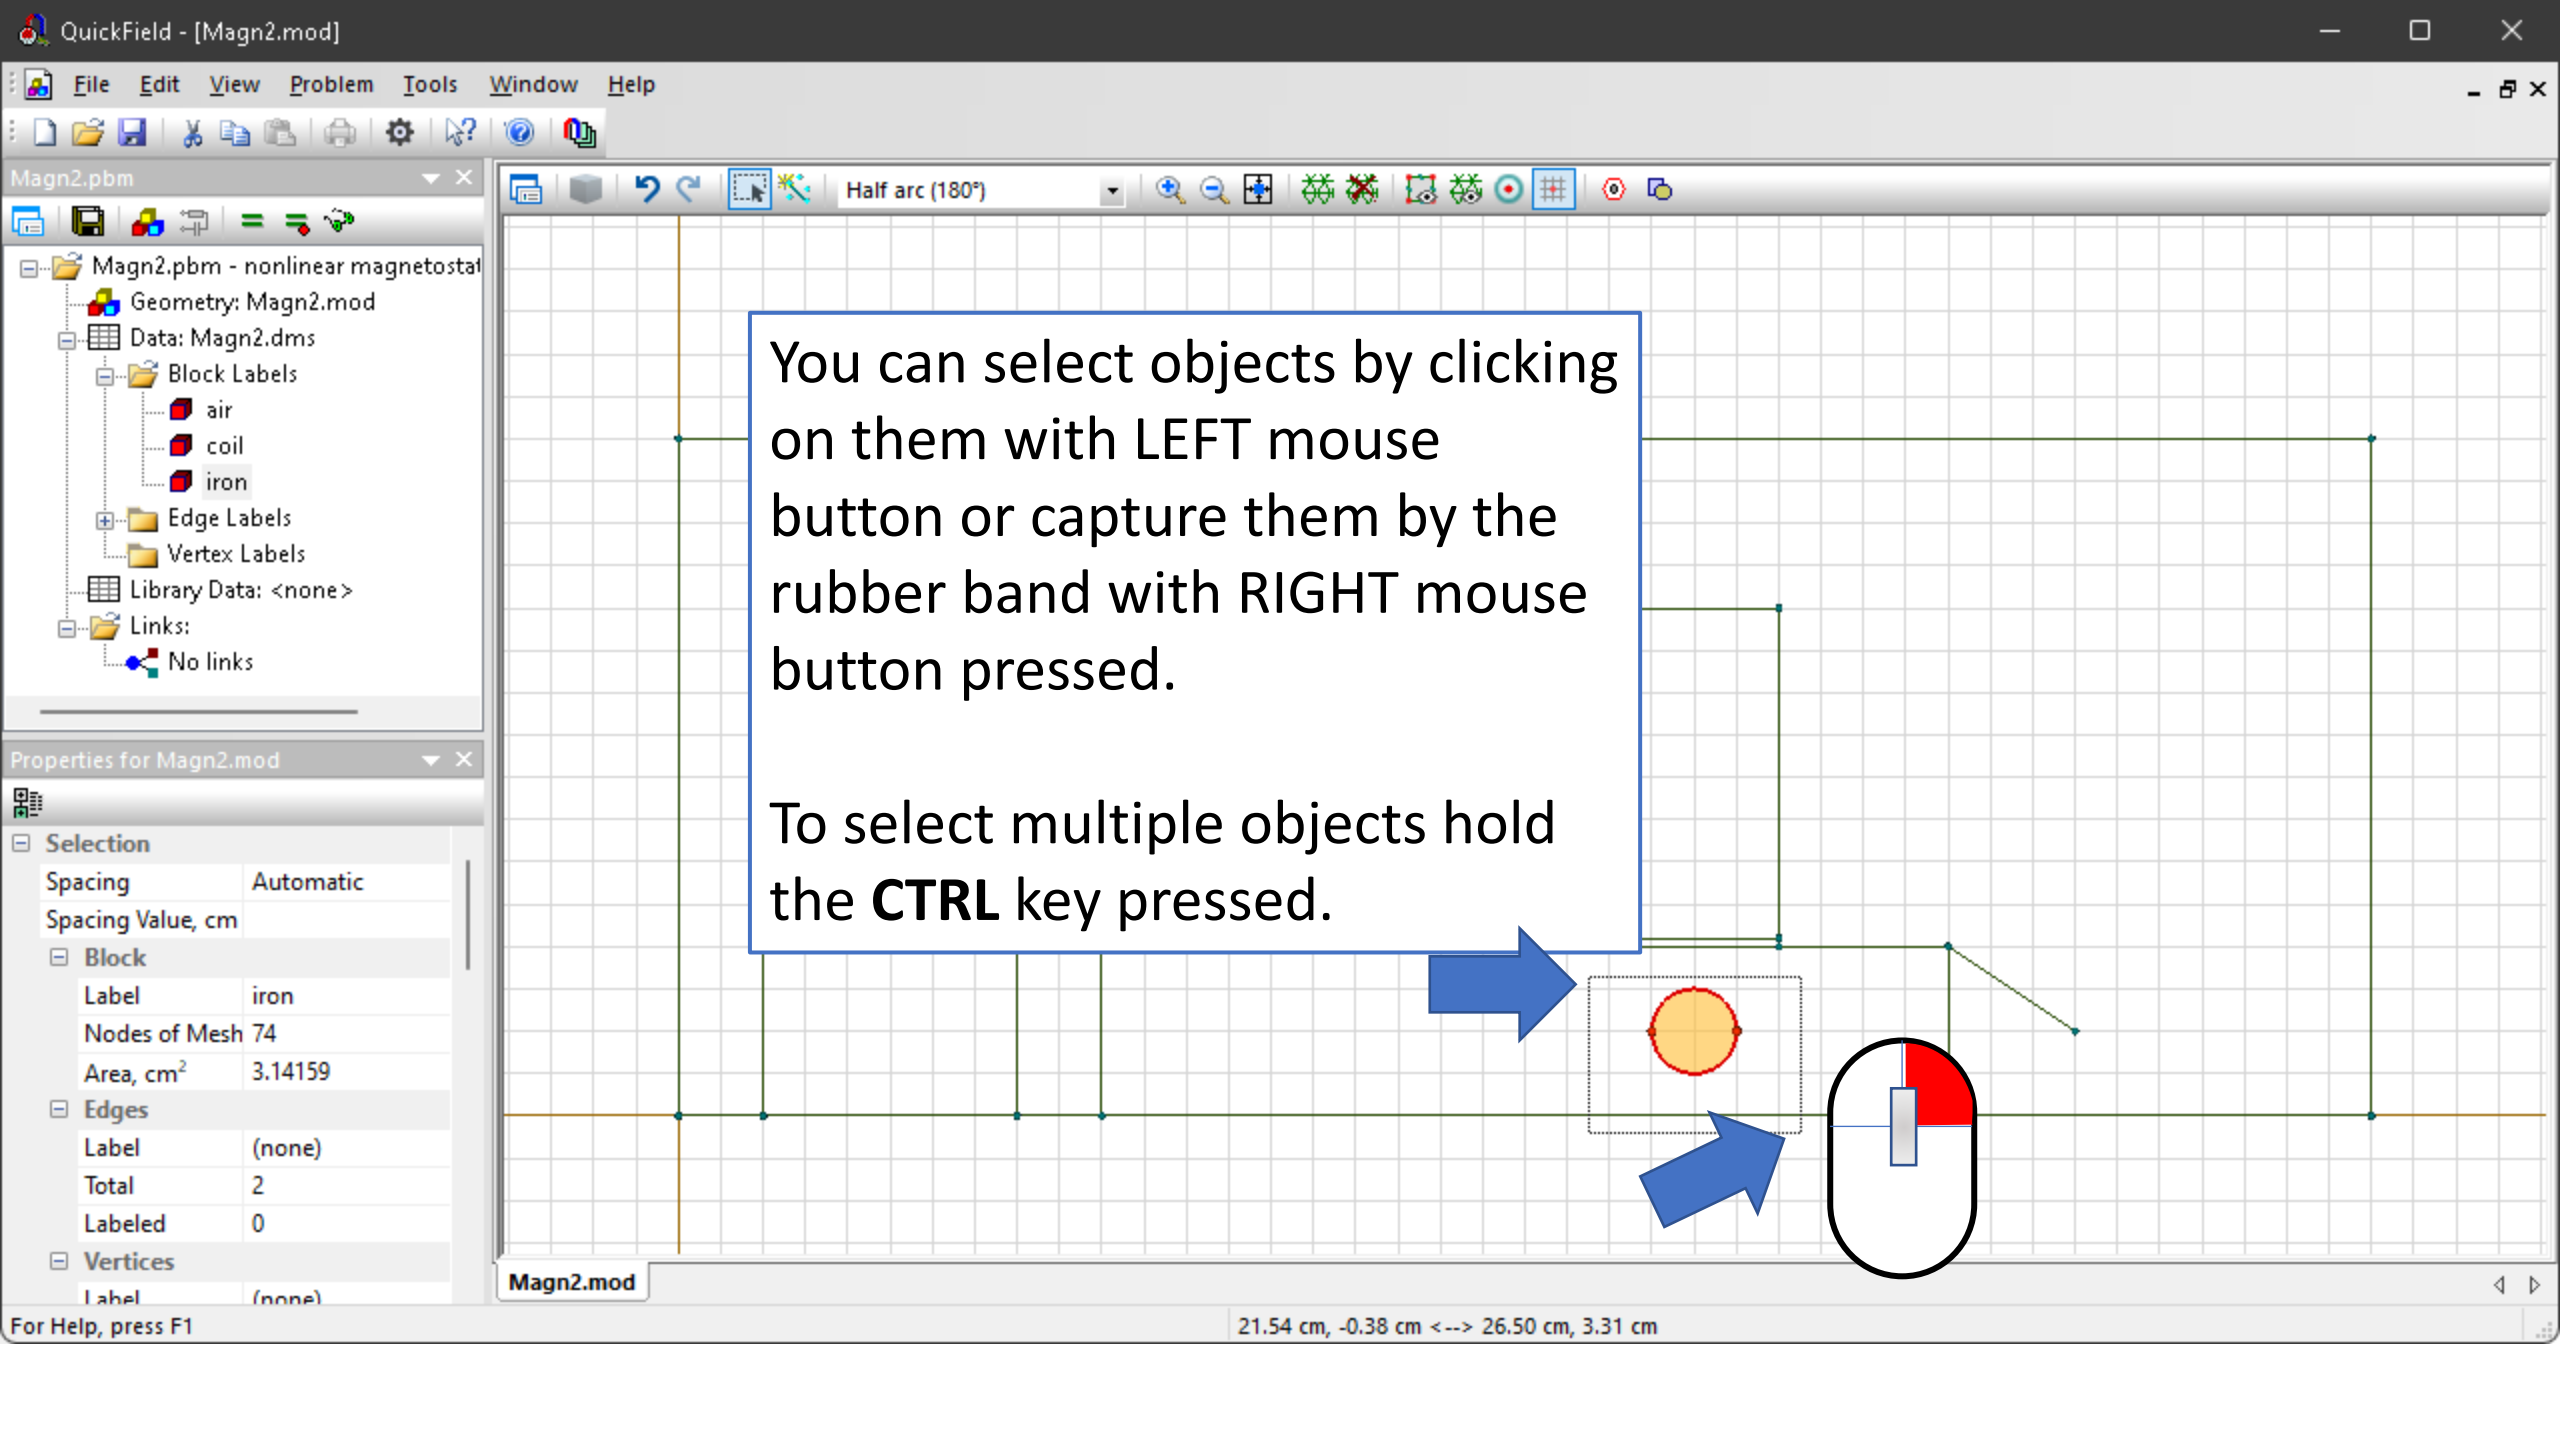 QuickField - [Magn2.mod]
File Edit View Problem Tools Window Help
Magn2.pbm
Half arc (180°)
Magn2.pbm - nonlinear magnetostat
Geometry: Magn2.mod
Data: Magn2.dms
Block Labels
air
coil
iron
Edge Labels
Vertex Labels
Library Data: <none>
Links:
No links
Properties for Magn2.mod
Selection
Spacing Automatic
Spacing Value, cm
Block
Label iron
Nodes of Mesh 74
Area, cm² 3.14159
Edges
Label (none)
Total 2
Labeled 0
Vertices
Label (none)
You can select objects by clicking
on them with LEFT mouse
button or capture them by the
rubber band with RIGHT mouse
button pressed.
To select multiple objects hold
the CTRL key pressed.
Magn2.mod
For Help, press F1
21.54 cm, -0.38 cm <--> 26.50 cm, 3.31 cm